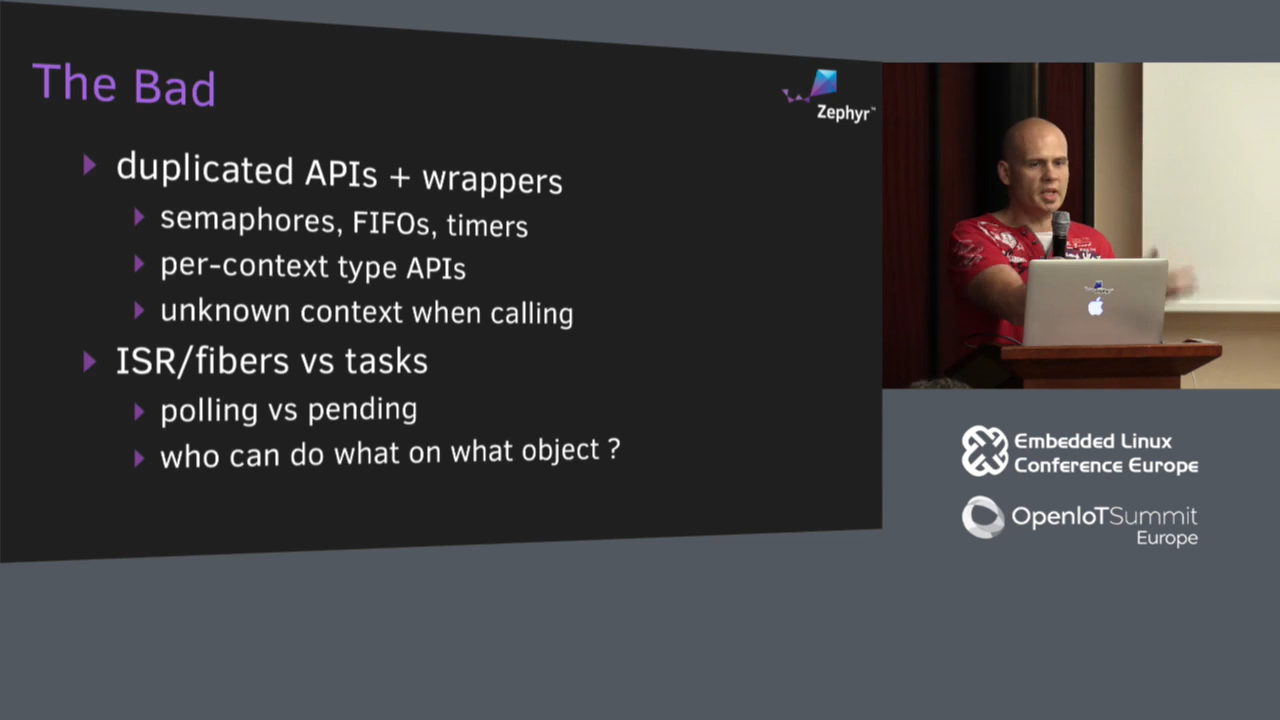 The Bad
Zephyr™
duplicated APIs + wrappers
semaphores, FIFOs, timers
per-context type APIs
unknown context when calling
ISR/fibers vs tasks
polling vs pending
who can do what on what object ?
Embedded Linux
Conference Europe
OpenIoTSummit
Europe